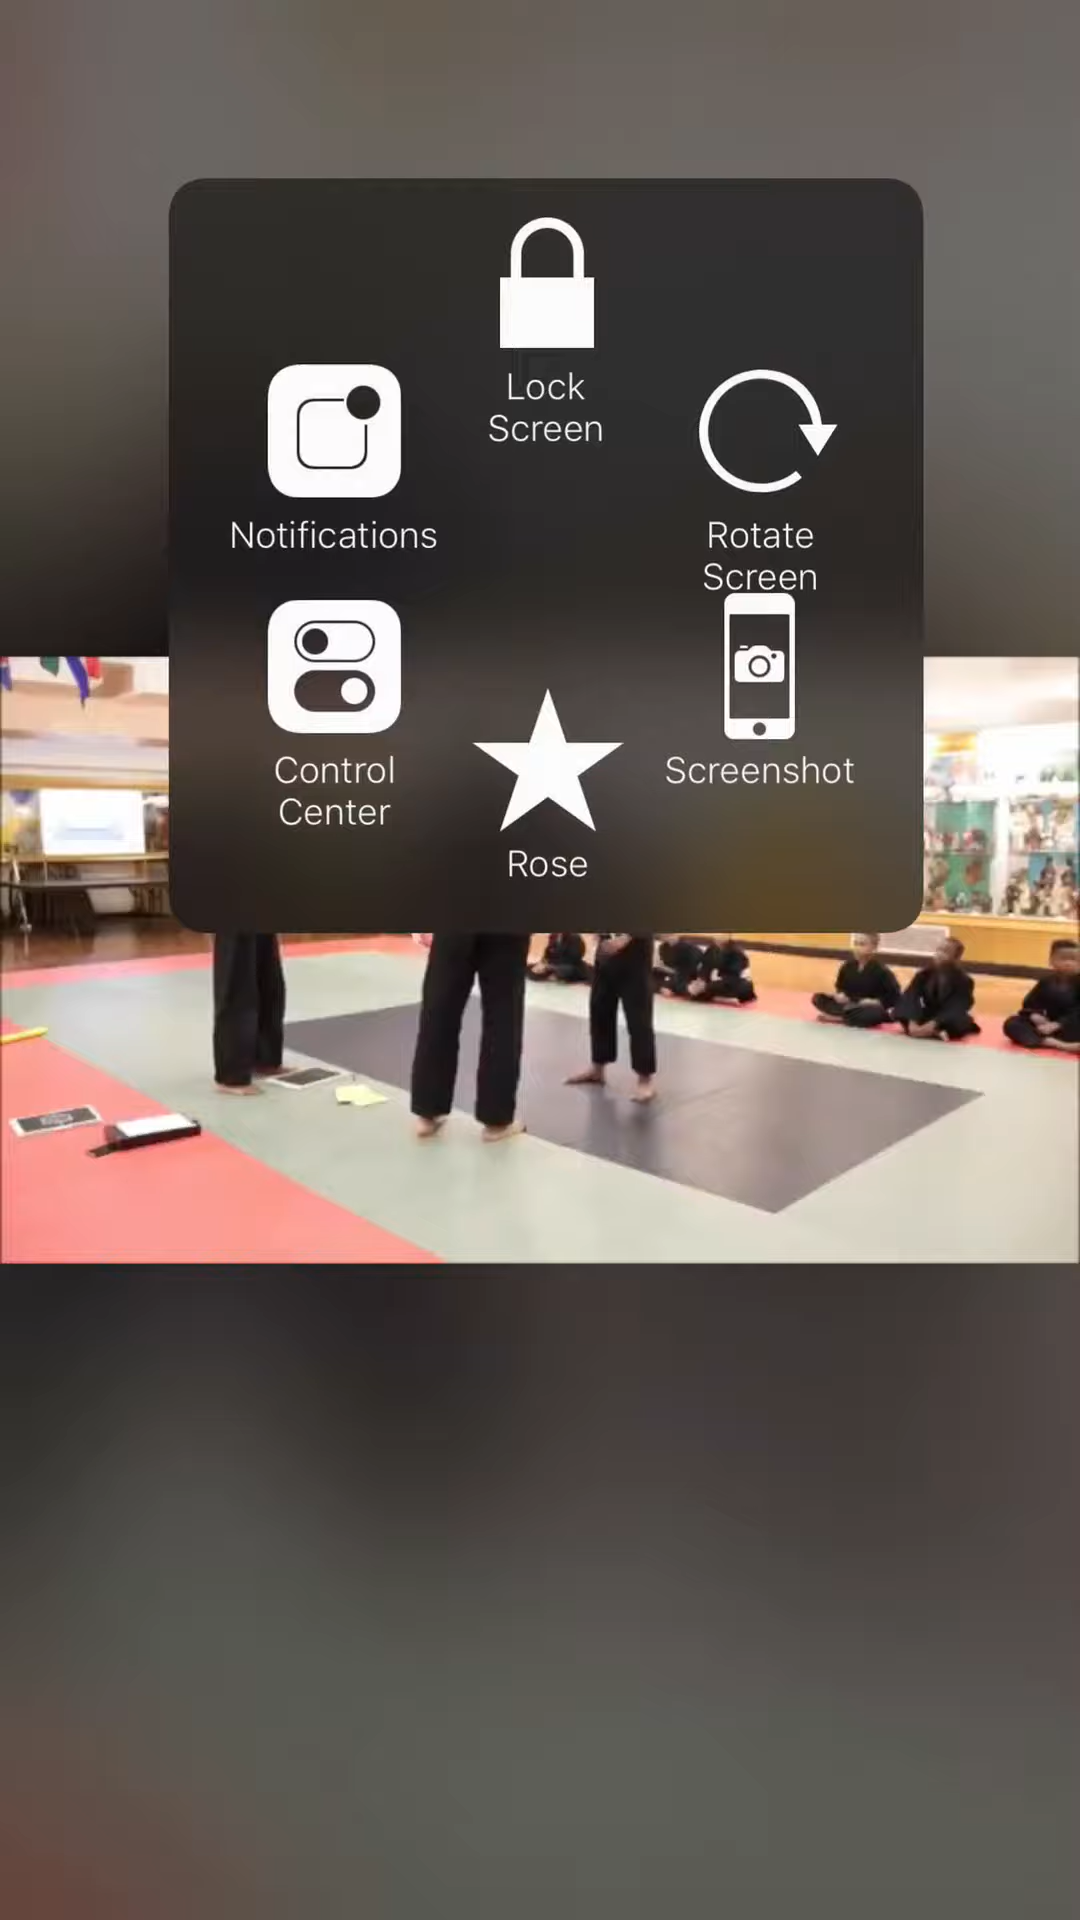 Lock
Screen
Notifications
Rotate
Screen
Control
Center
Screenshot
Rose